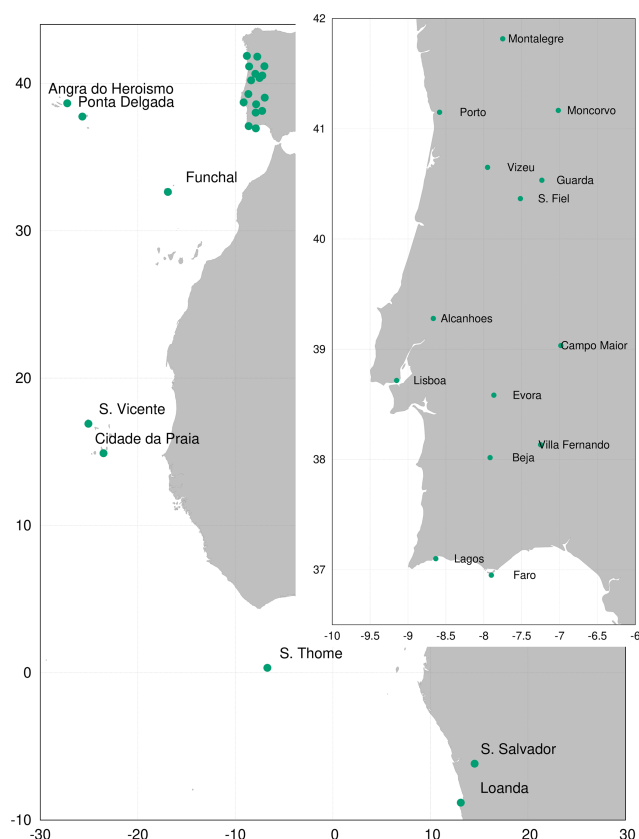 42
Montalegre
40
Angra do Heroismo
Ponta Delgada
Porto
Moncorvo
41
Vizeu
Guarda
S. Fiel
Funchal
30
40
Alcanhoes
Campo Maior
39
20
Lisboa
S. Vicente
Evora
Cidade da Praia
Villa Fernando
Beja
38
10
Lagos
Faro
37
-10 -9.5 -9 -8.5 -8 -7.5 -7 -6.5 -6
S. Thome
0
S. Salvador
Loanda
-10
-30 -20 -10 0 10 20 30